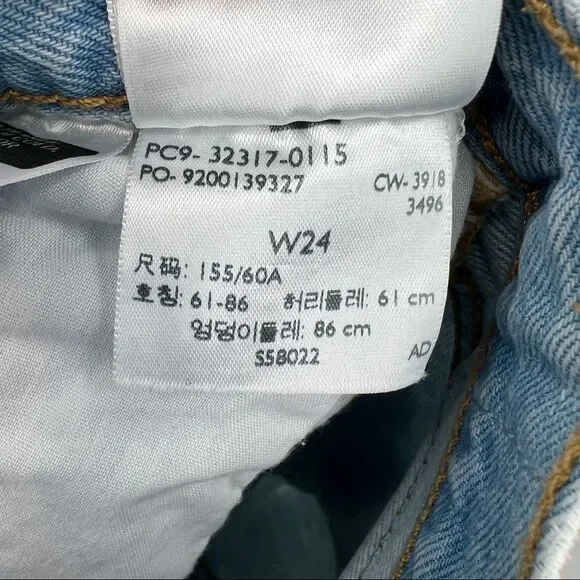 PC9- 32317-0115
PO- 9200139327 CW- 3918
3496
W24
尺码: 155/60A
호칭: 61-86 허리둘레: 61 cm
엉덩이둘레: 86 cm
S58022 AD